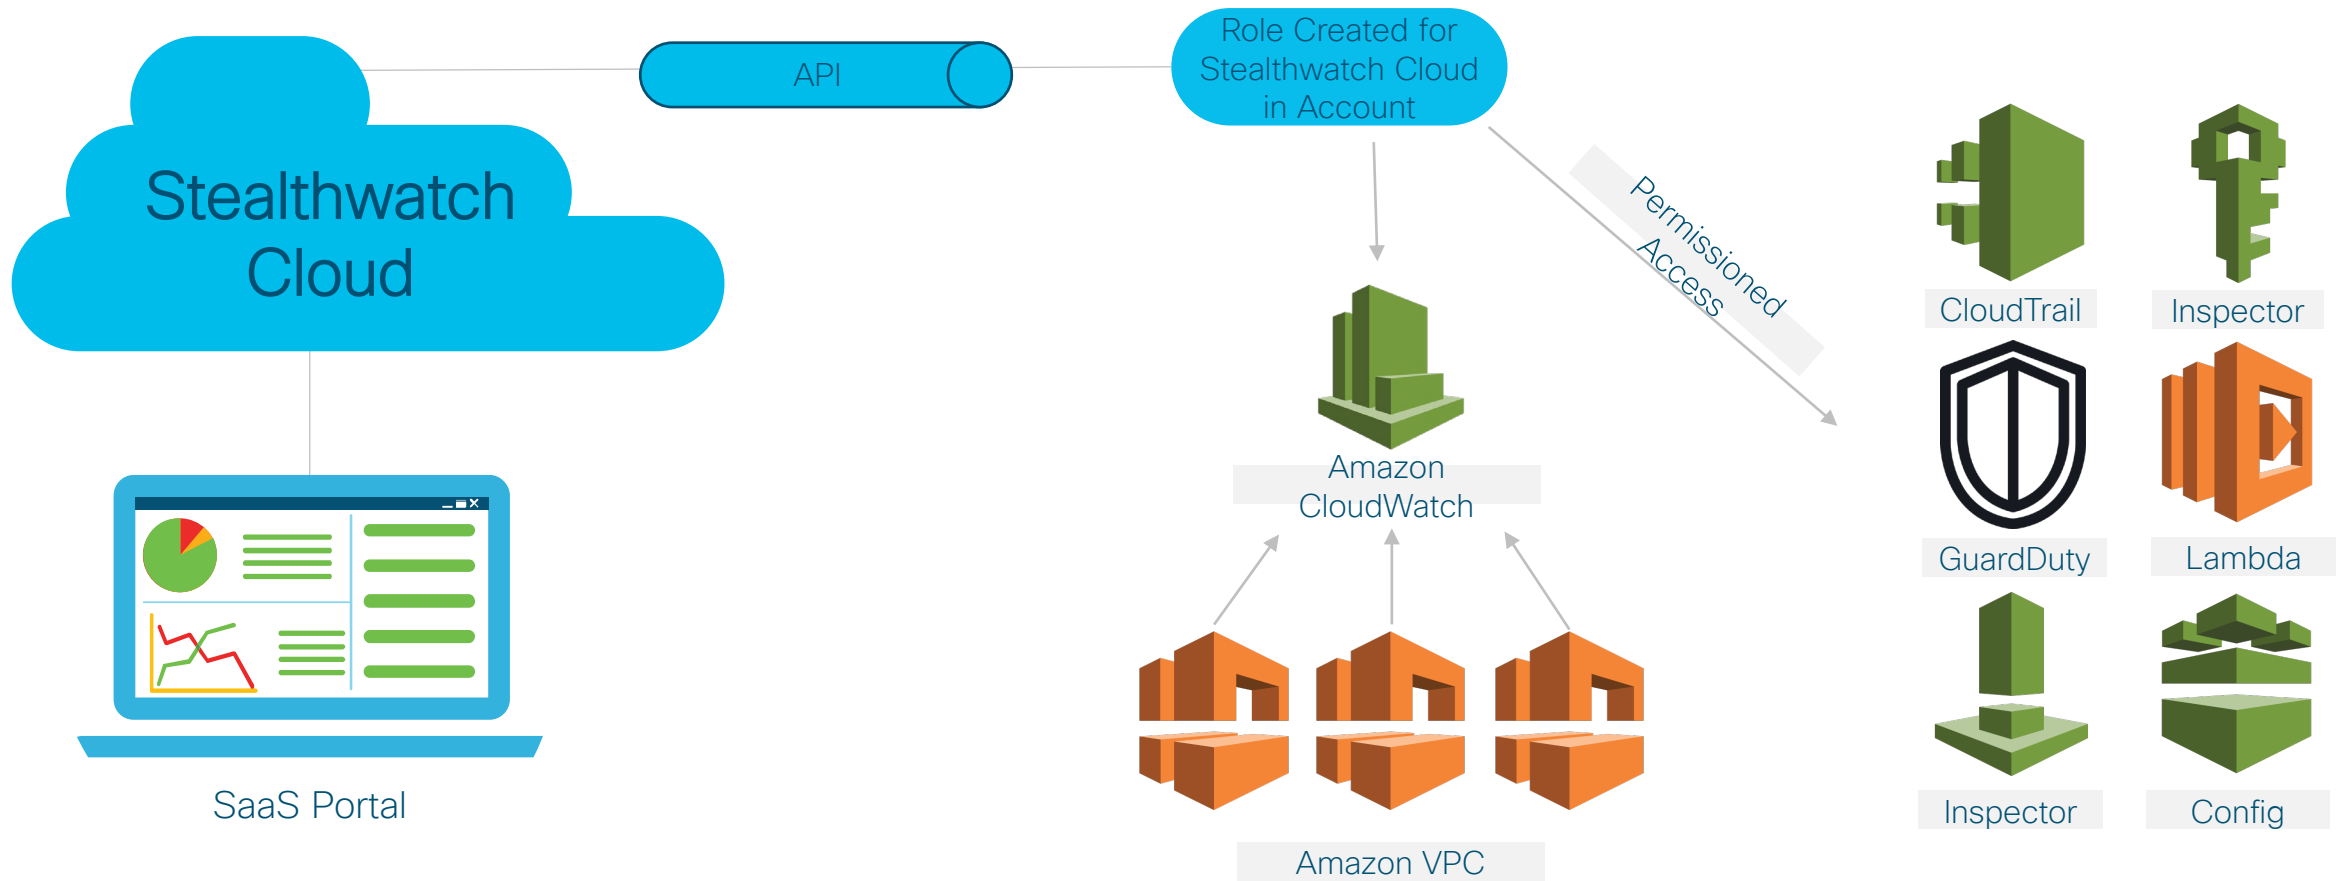 Stealthwatch
Cloud
API
Role Created for
Stealthwatch Cloud
in Account
Permissioned
Access
Amazon
CloudWatch
Amazon VPC
SaaS Portal
CloudTrail
Inspector
GuardDuty
Lambda
Inspector
Config